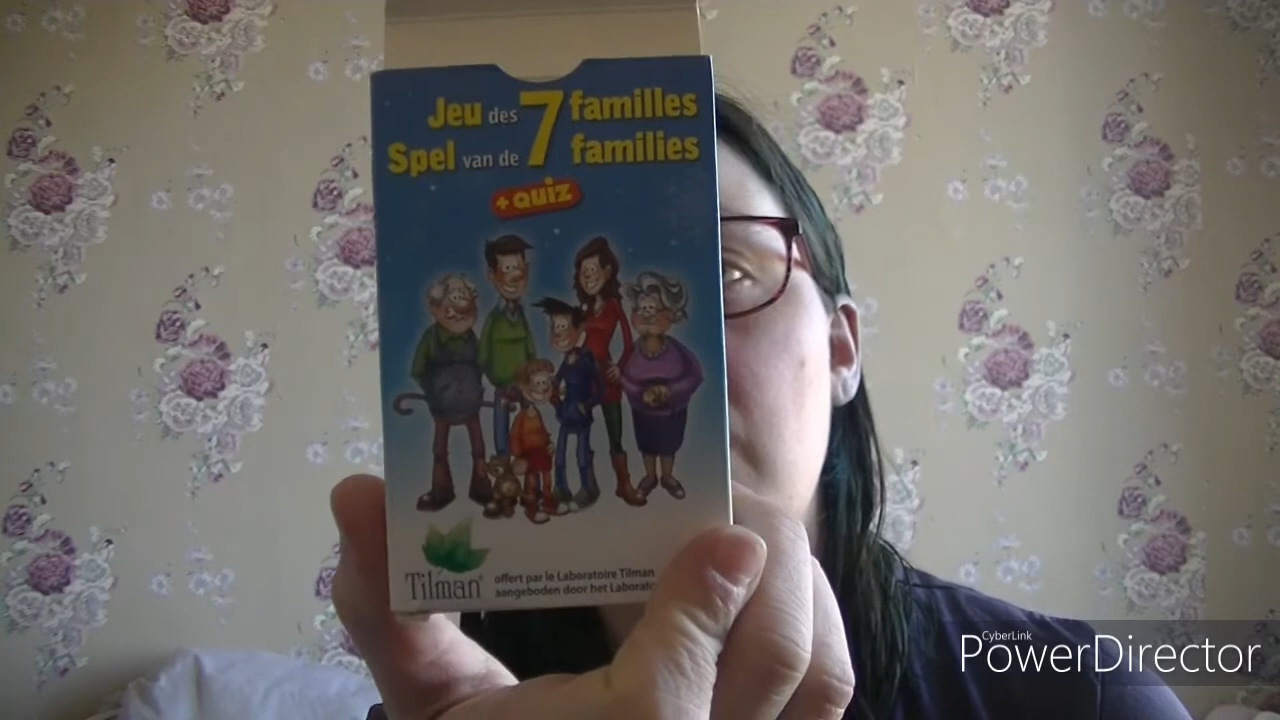 Jeu des 7 familles
Spel van de 7 families
+ quiz
Tilman®
offert par le Laboratoire Tilman
aangeboden door het
CyberLink
PowerDirector